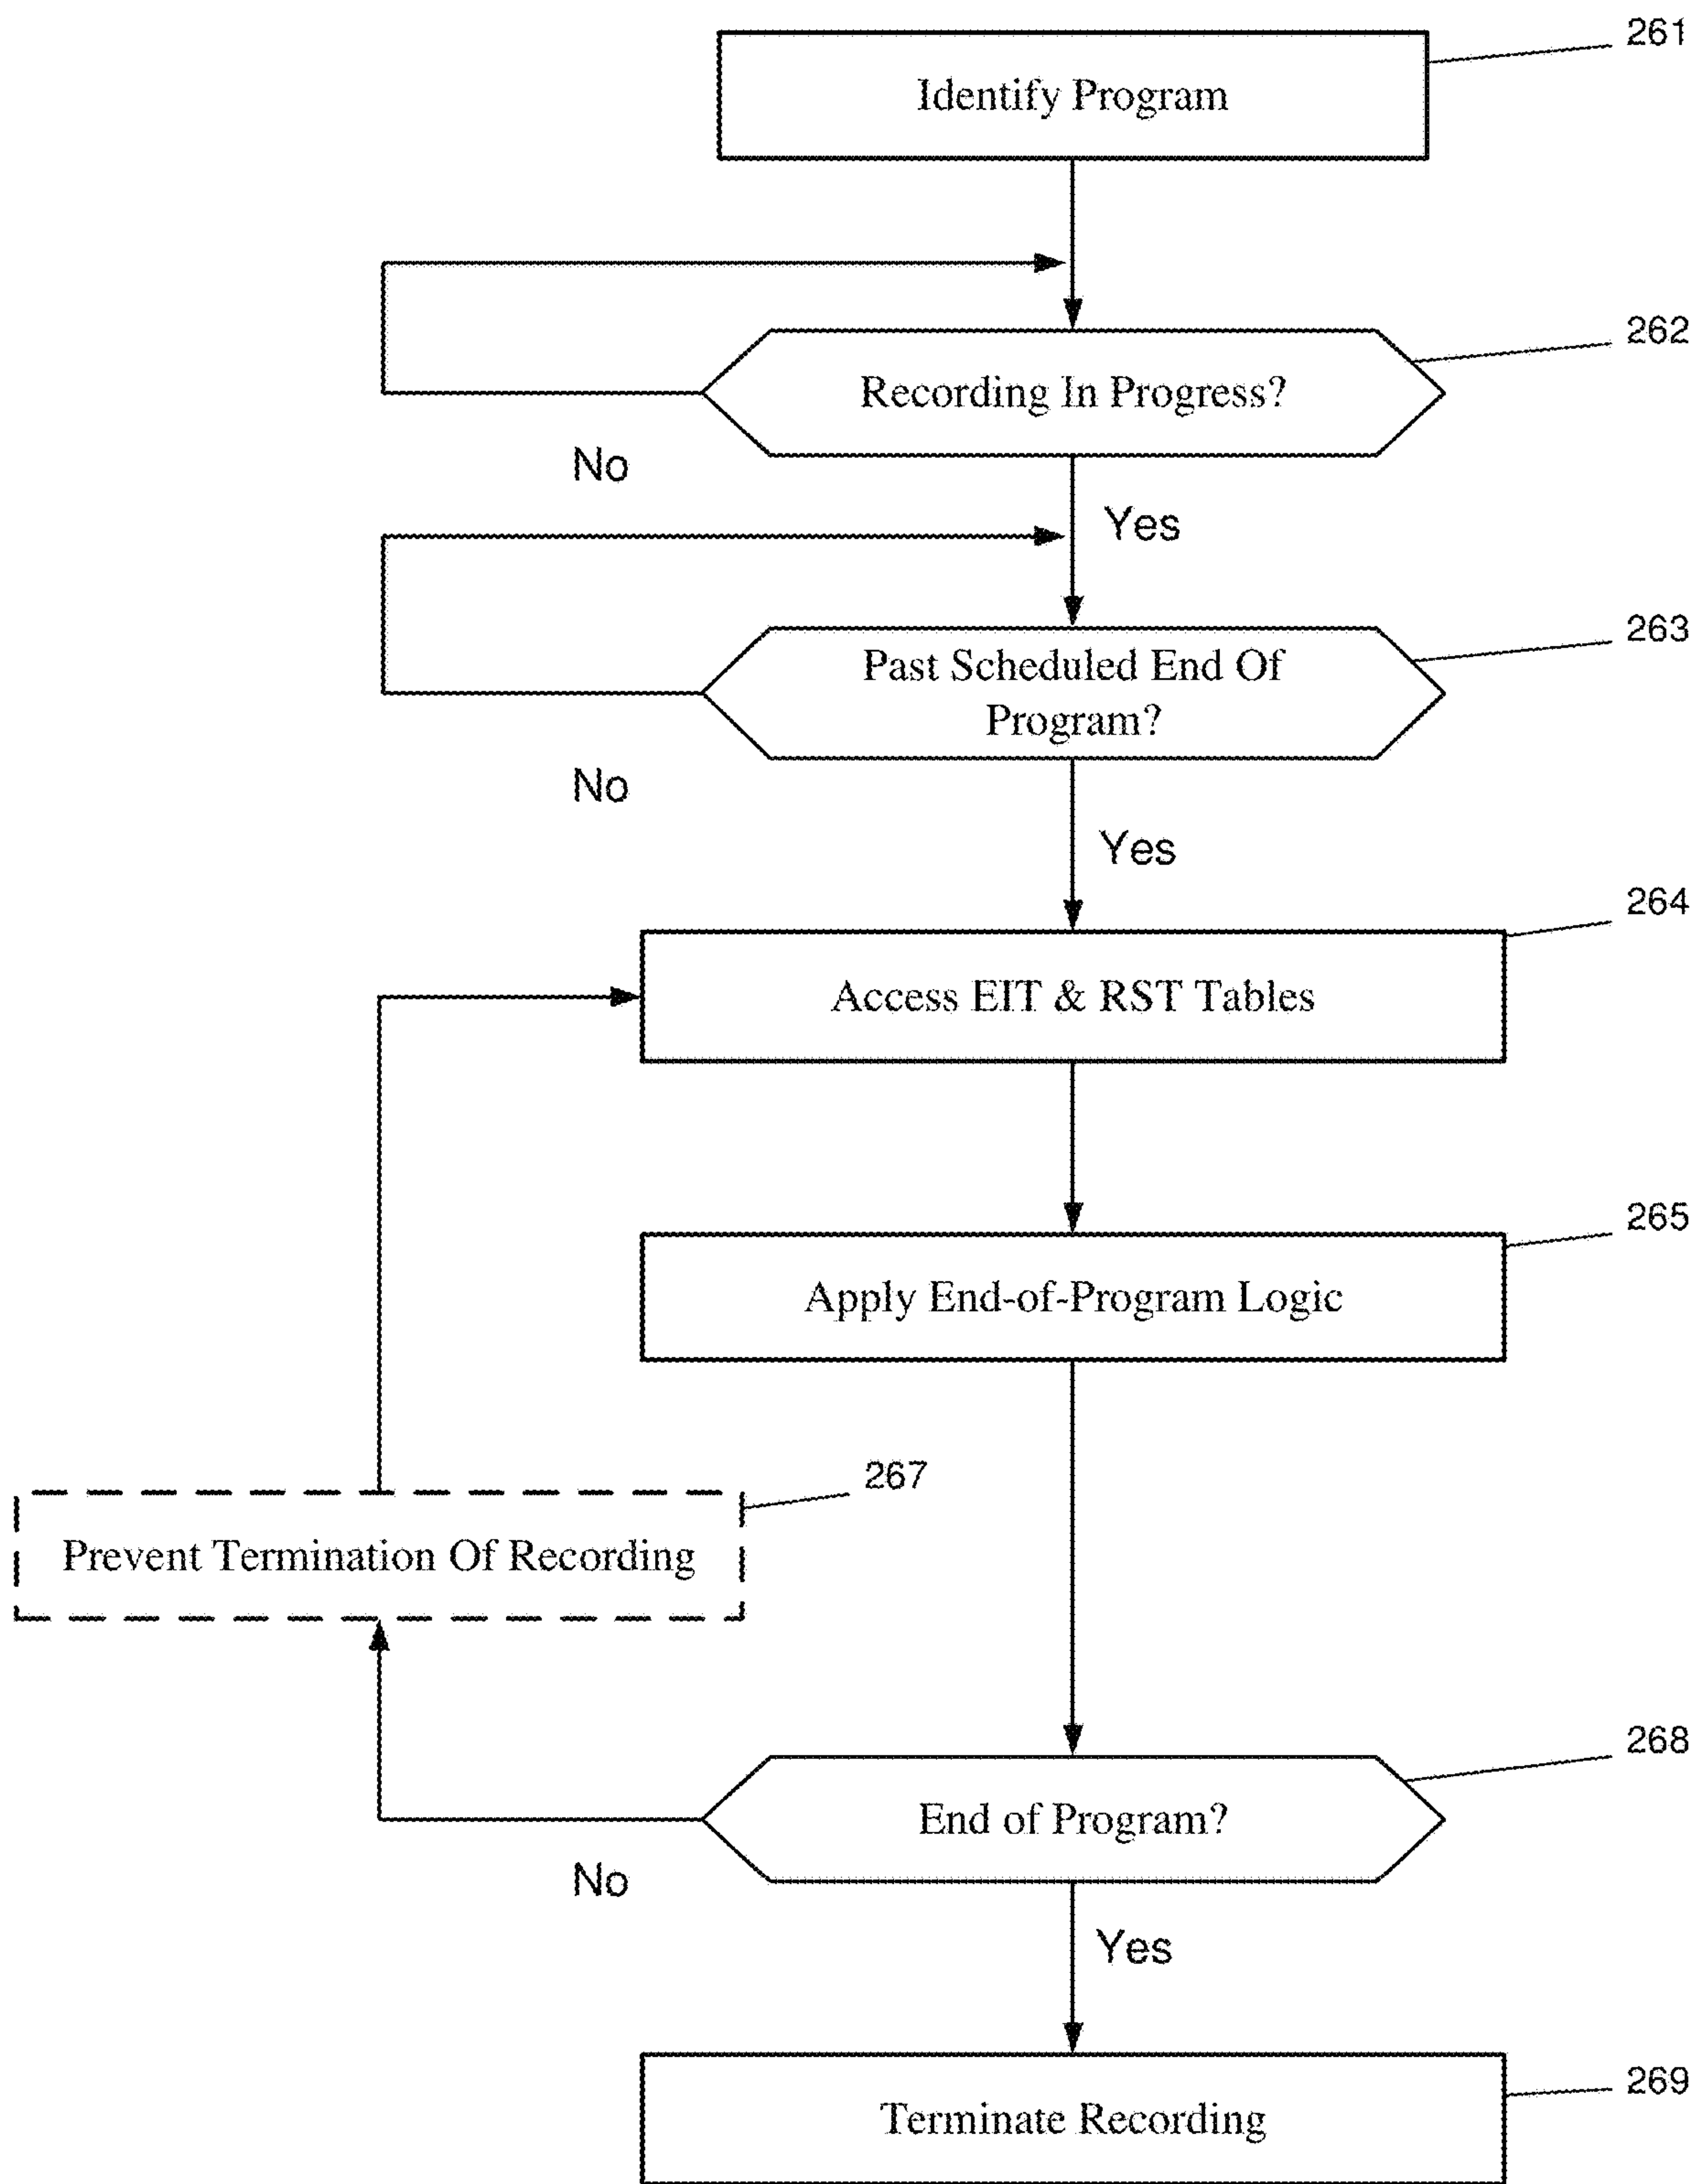 261
Identify Program
262
Recording In Progress?
No
Yes
263
Past Scheduled End Of
Program?
No
Yes
264
Access EIT & RST Tables
265
Apply End-of-Program Logic
267
Prevent Termination Of Recording
268
End of Program?
No
Yes
269
Terminate Recording